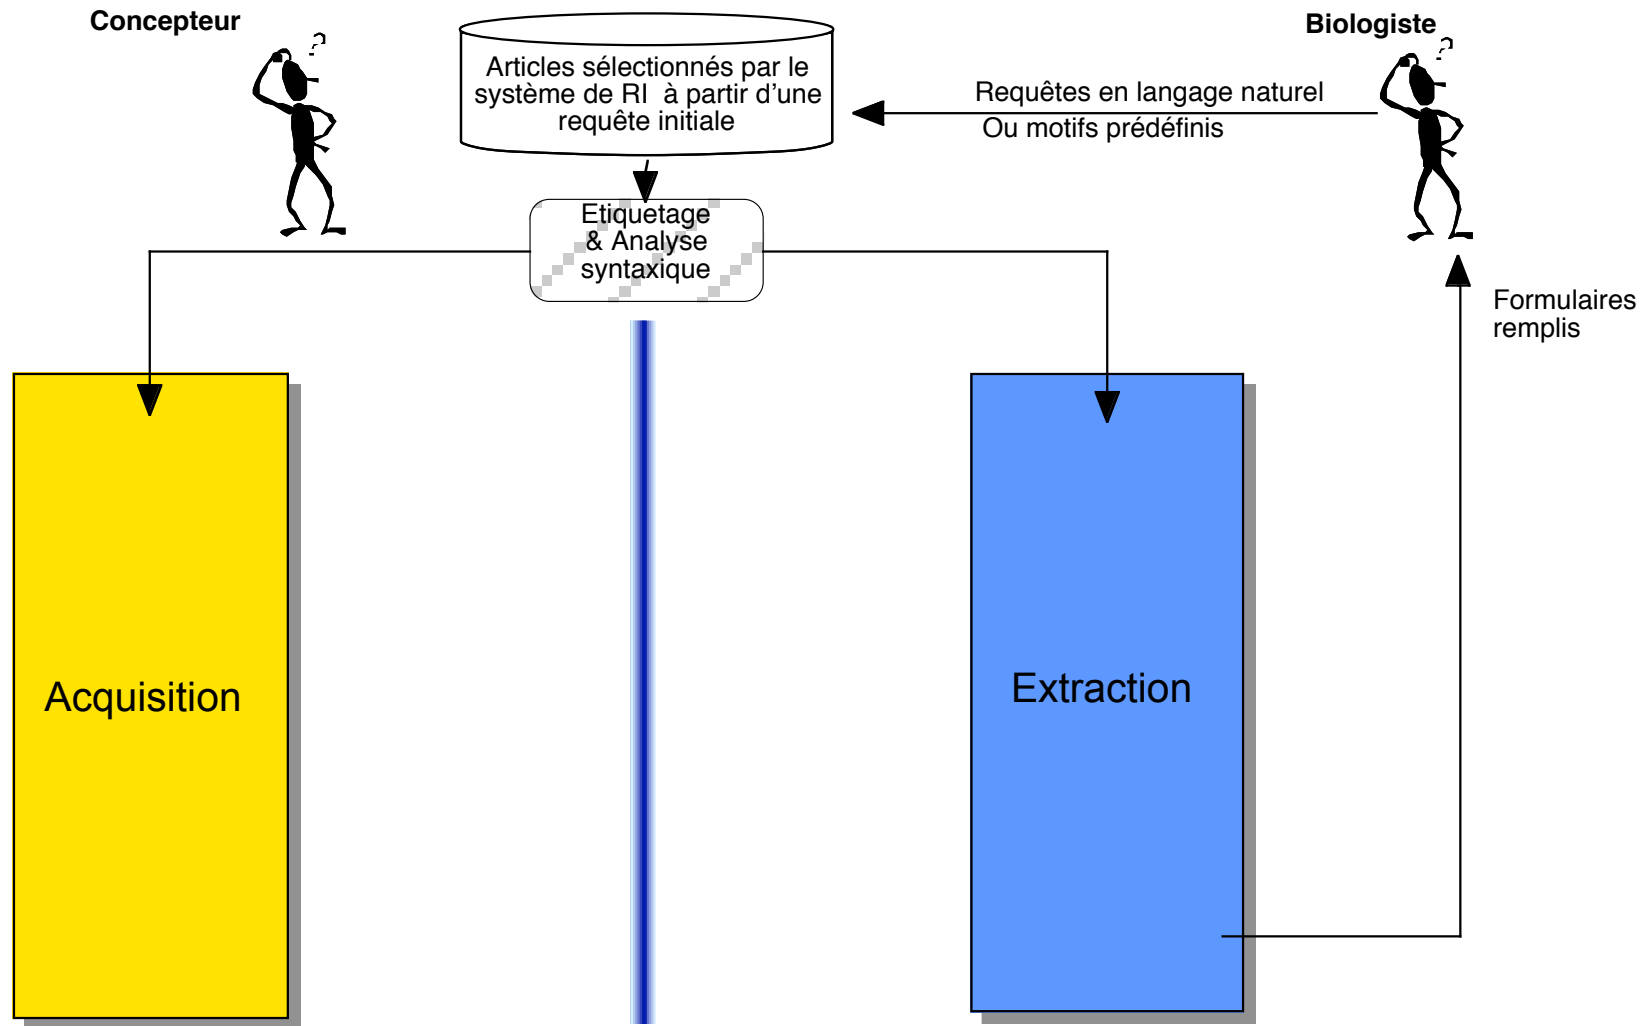 Concepteur
Articles sélectionnés par le
système de RI à partir d'une
requête initiale
Biologiste
Requêtes en langage naturel
Ou motifs prédéfinis
Etiquetage
& Analyse
syntaxique
Formulaires
remplis
Acquisition
Extraction